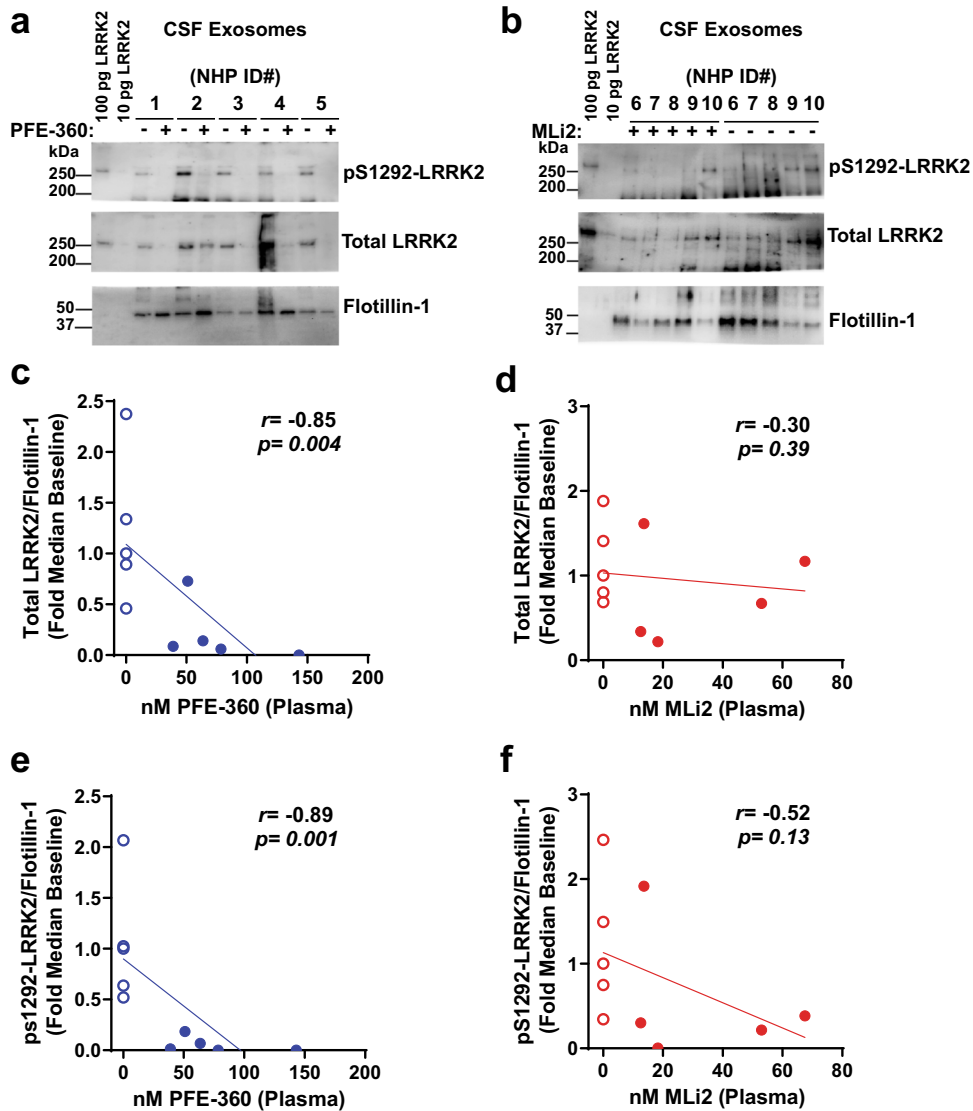 a
CSF Exosomes
100 pg LRRK2
10 pg LRRK2
(NHP ID#)
1 2 3 4 5
PFE-360: - + - + - + - + - +
kDa
250
200
pS1292-LRRK2
250
200
Total LRRK2
50
37
Flotillin-1
b
CSF Exosomes
100 pg LRRK2
10 pg LRRK2
(NHP ID#)
6 7 8 9 10 6 7 8 9 10
MLi2: + + + + + - - - - -
kDa
250
200
pS1292-LRRK2
250
200
Total LRRK2
50
37
Flotillin-1
c
Total LRRK2/Flotillin-1
(Fold Median Baseline)
2.5
2.0
1.5
1.0
0.5
0.0
r= -0.85
p= 0.004
0 50 100 150 200
nM PFE-360 (Plasma)
d
Total LRRK2/Flotillin-1
(Fold Median Baseline)
3
2
1
0
r= -0.30
p= 0.39
0 20 40 60 80
nM MLi2 (Plasma)
e
ps1292-LRRK2/Flotillin-1
(Fold Median Baseline)
2.5
2.0
1.5
1.0
0.5
0.0
r= -0.89
p= 0.001
0 50 100 150 200
nM PFE-360 (Plasma)
f
pS1292-LRRK2/Flotillin-1
(Fold Median Baseline)
3
2
1
0
r= -0.52
p= 0.13
0 20 40 60 80
nM MLi2 (Plasma)